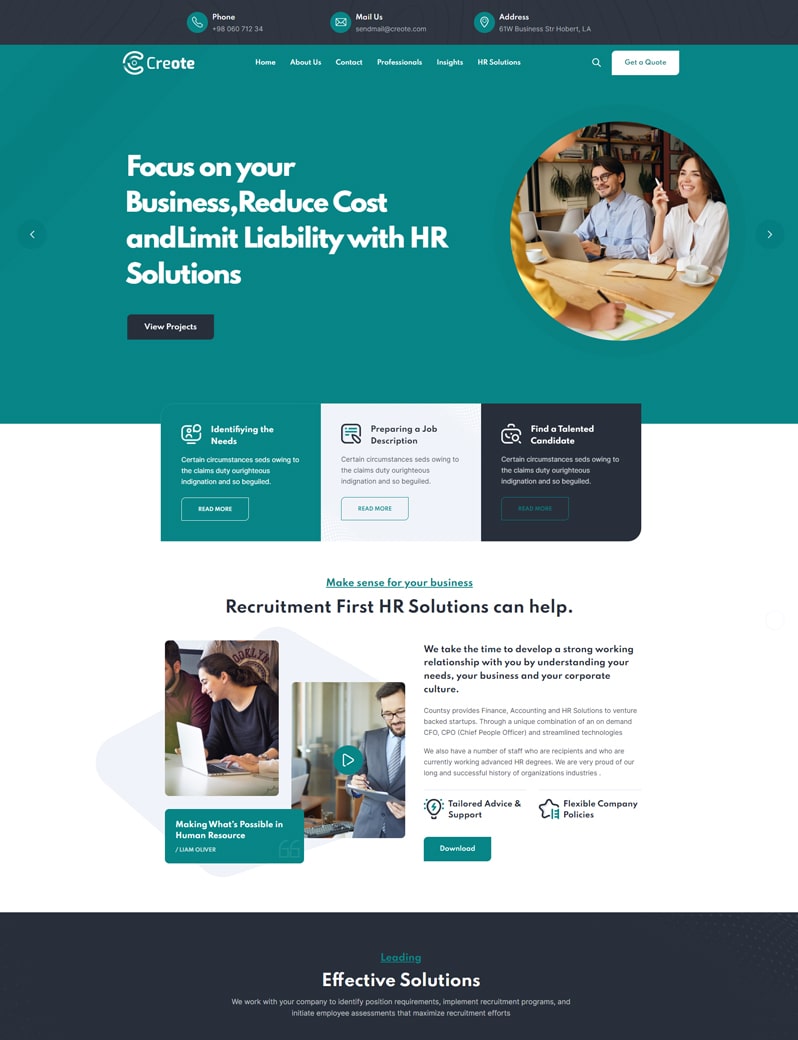 Phone
+98 060 712 34
Mail Us
sendmail@creote.com
Address
61W Business Str Hobert, LA
Creote
Home
About Us
Contact
Professionals
Insights
HR Solutions
Get a Quote
Focus on your
Business,Reduce Cost
andLimit Liability with HR
Solutions
View Projects
Identifiying the
Needs
Certain circumstances seds owing to
the claims duty ourighteous
indignation and so beguiled.
READ MORE
Preparing a Job
Description
Certain circumstances seds owing to
the claims duty ourighteous
indignation and so beguiled.
READ MORE
Find a Talented
Candidate
Certain circumstances seds owing to
the claims duty ourighteous
indignation and so beguiled.
READ MORE
Make sense for your business
Recruitment First HR Solutions can help.
We take the time to develop a strong working
relationship with you by understanding your
needs, your business and your corporate
culture.
Countsy provides Finance, Accounting and HR Solutions to venture
backed startups. Through a unique combination of an on demand
CFO, CPO (Chief People Officer) and streamlined technologies
We also have a number of staff who are recipients and who are
currently working advanced HR degrees. We are very proud of our
long and successful history of organizations industries .
Making What's Possible in
Human Resource
/ LIAM OLIVER
Tailored Advice &
Support
Flexible Company
Policies
Download
Leading
Effective Solutions
We work with your company to identify position requirements, implement recruitment programs, and
initiate employee assessments that maximize recruitment efforts